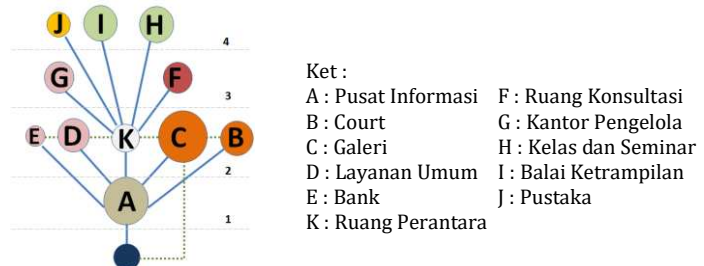 J I H
4
G F
3
E D K C B
2
A
1
Ket :
A : Pusat Informasi F : Ruang Konsultasi
B : Court G : Kantor Pengelola
C : Galeri H : Kelas dan Seminar
D : Layanan Umum I : Balai Ketrampilan
E : Bank J : Pustaka
K : Ruang Perantara